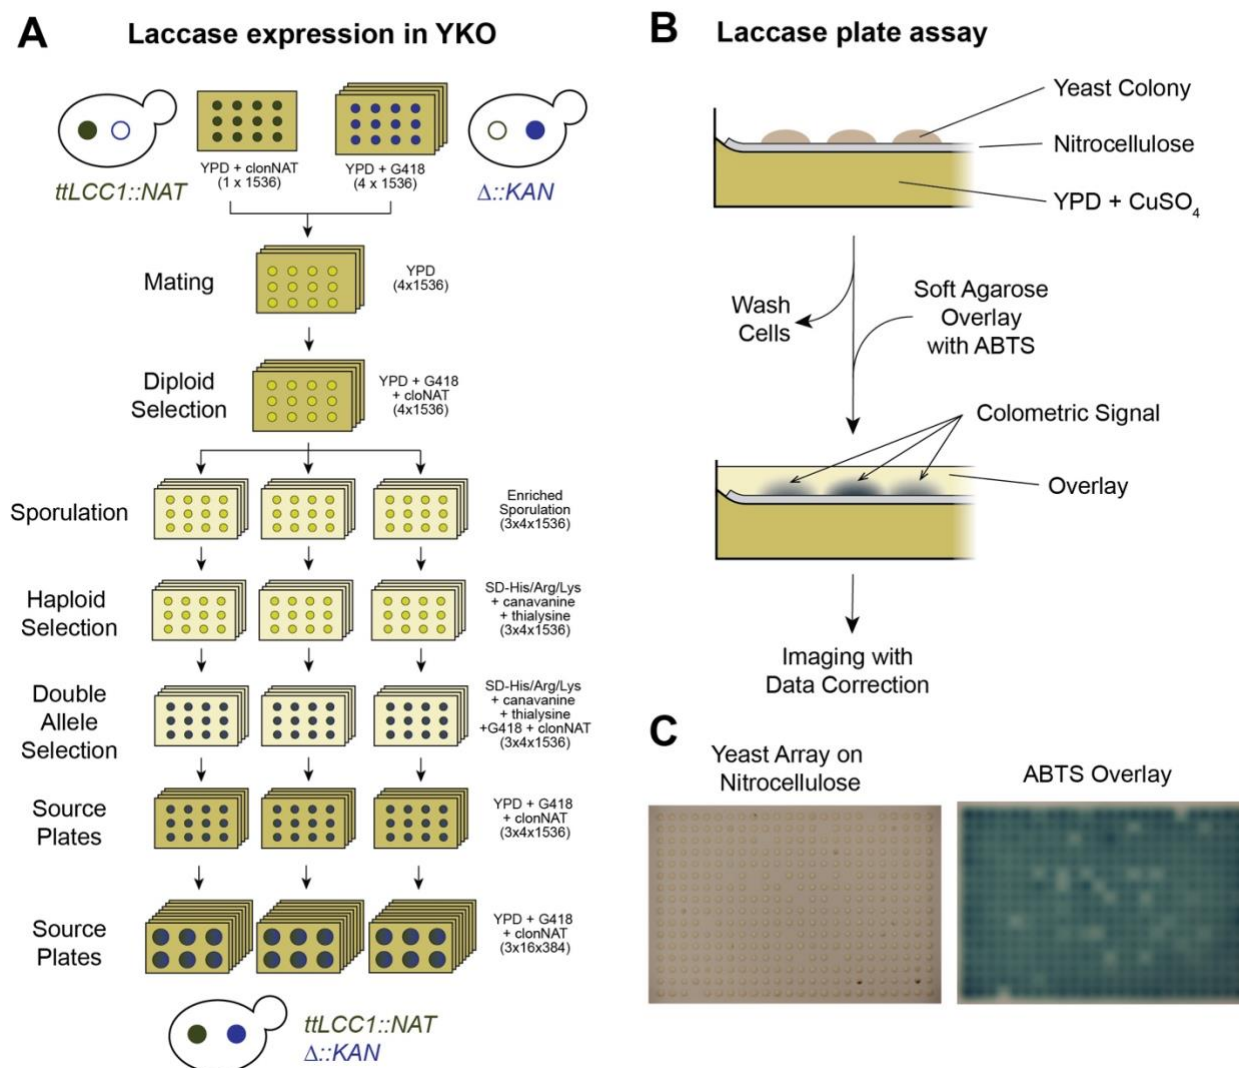 A
Laccase expression in YKO
ttLCC1::NAT
YPD + clonNAT
(1 x 1536)
YPD + G418
(4 x 1536)
Δ::KAN
Mating
YPD
(4x1536)
Diploid
Selection
YPD + G418
+ cloNAT
(4x1536)
Sporulation
Enriched
Sporulation
(3x4x1536)
Haploid
Selection
SD-His/Arg/Lys
+ canavanine
+ thialysine
(3x4x1536)
Double
Allele
Selection
SD-His/Arg/Lys
+ canavanine
+ thialysine
+G418 + clonNAT
(3x4x1536)
Source
Plates
YPD + G418
+ clonNAT
(3x4x1536)
Source
Plates
YPD + G418
+ clonNAT
(3x16x384)
ttLCC1::NAT
Δ::KAN
B
Laccase plate assay
Yeast Colony
Nitrocellulose
YPD + CuSO₄
Wash
Cells
Soft Agarose
Overlay
with ABTS
Colometric Signal
Overlay
Imaging with
Data Correction
C
Yeast Array on
Nitrocellulose
ABTS Overlay